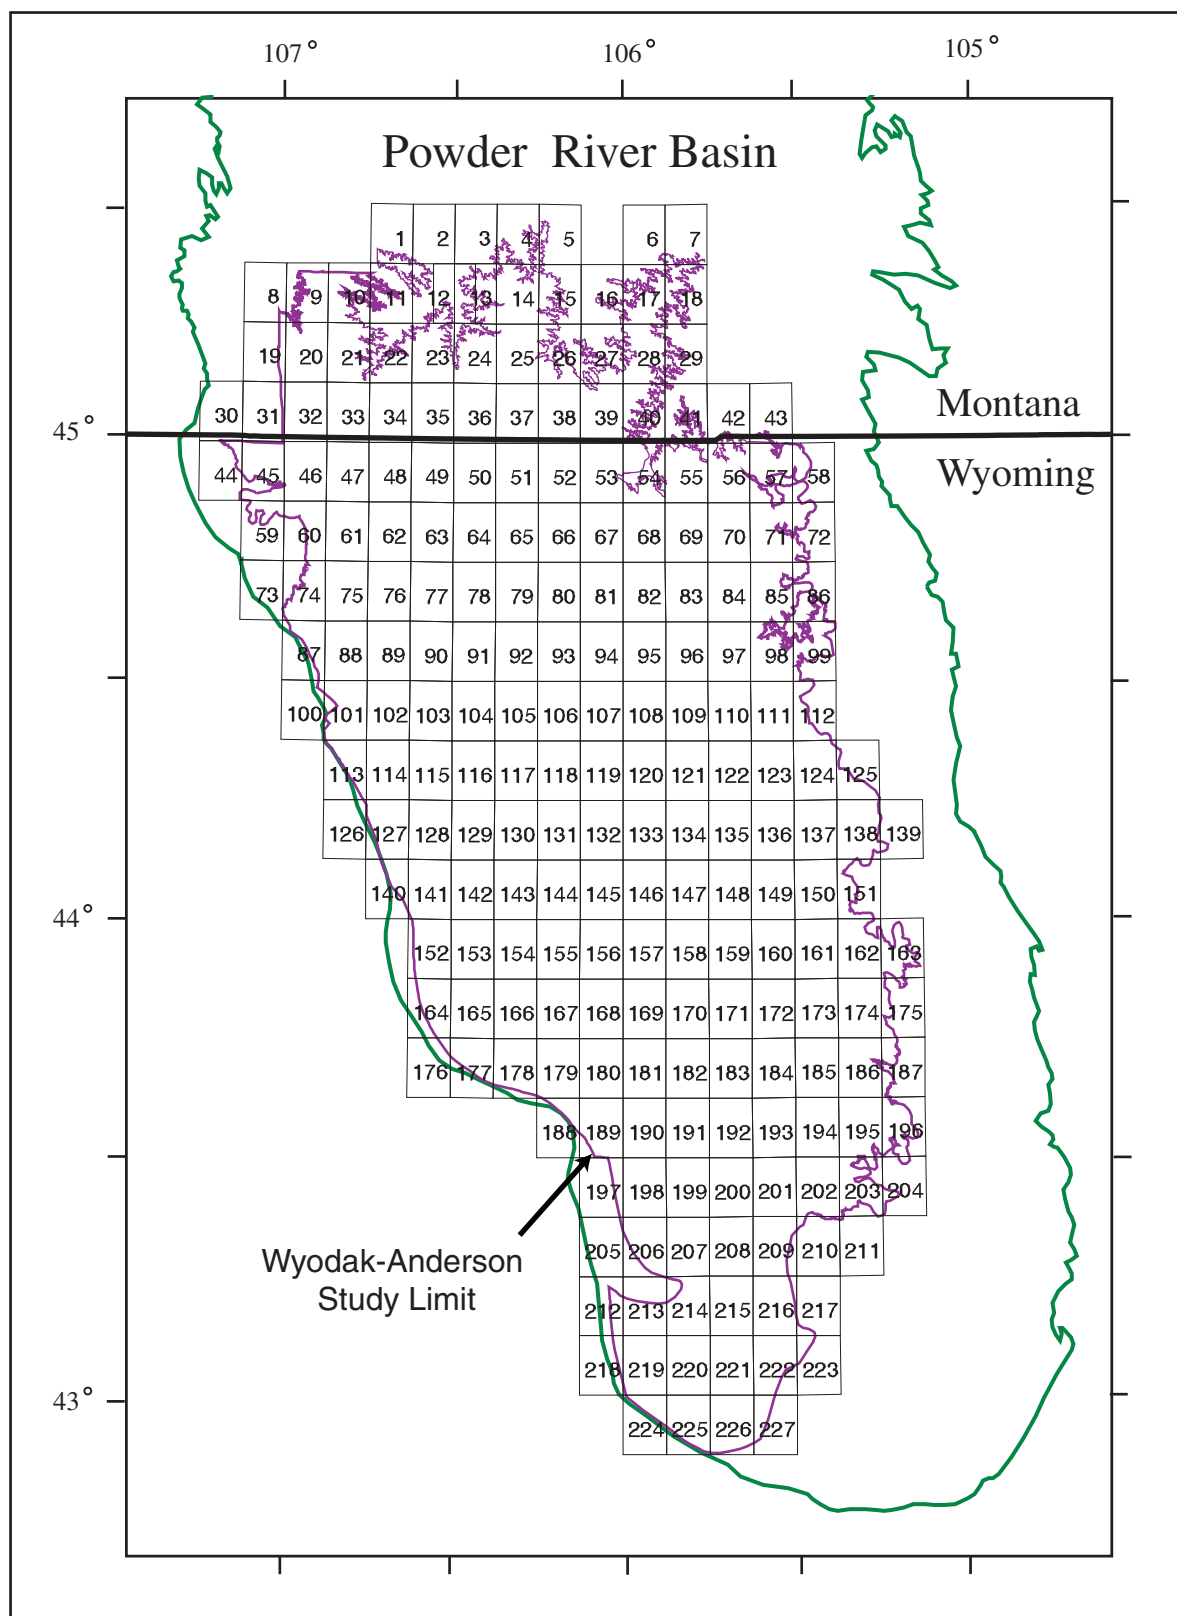 107° 106° 105°
Powder River Basin
1 2 3 4 5 6 7
8 9 10 11 12 13 14 15 16 17 18
19 20 21 22 23 24 25 26 27 28 29
30 31 32 33 34 35 36 37 38 39 40 41 42 43
Montana
45°
Wyoming
44 45 46 47 48 49 50 51 52 53 54 55 56 57 58
59 60 61 62 63 64 65 66 67 68 69 70 71 72
73 74 75 76 77 78 79 80 81 82 83 84 85 86
87 88 89 90 91 92 93 94 95 96 97 98 99
100 101 102 103 104 105 106 107 108 109 110 111 112
113 114 115 116 117 118 119 120 121 122 123 124 125
126 127 128 129 130 131 132 133 134 135 136 137 138 139
140 141 142 143 144 145 146 147 148 149 150 151
44°
152 153 154 155 156 157 158 159 160 161 162 163
164 165 166 167 168 169 170 171 172 173 174 175
176 177 178 179 180 181 182 183 184 185 186 187
188 189 190 191 192 193 194 195 196
197 198 199 200 201 202 203 204
205 206 207 208 209 210 211
Wyodak-Anderson
Study Limit
212 213 214 215 216 217
218 219 220 221 222 223
43°
224 225 226 227